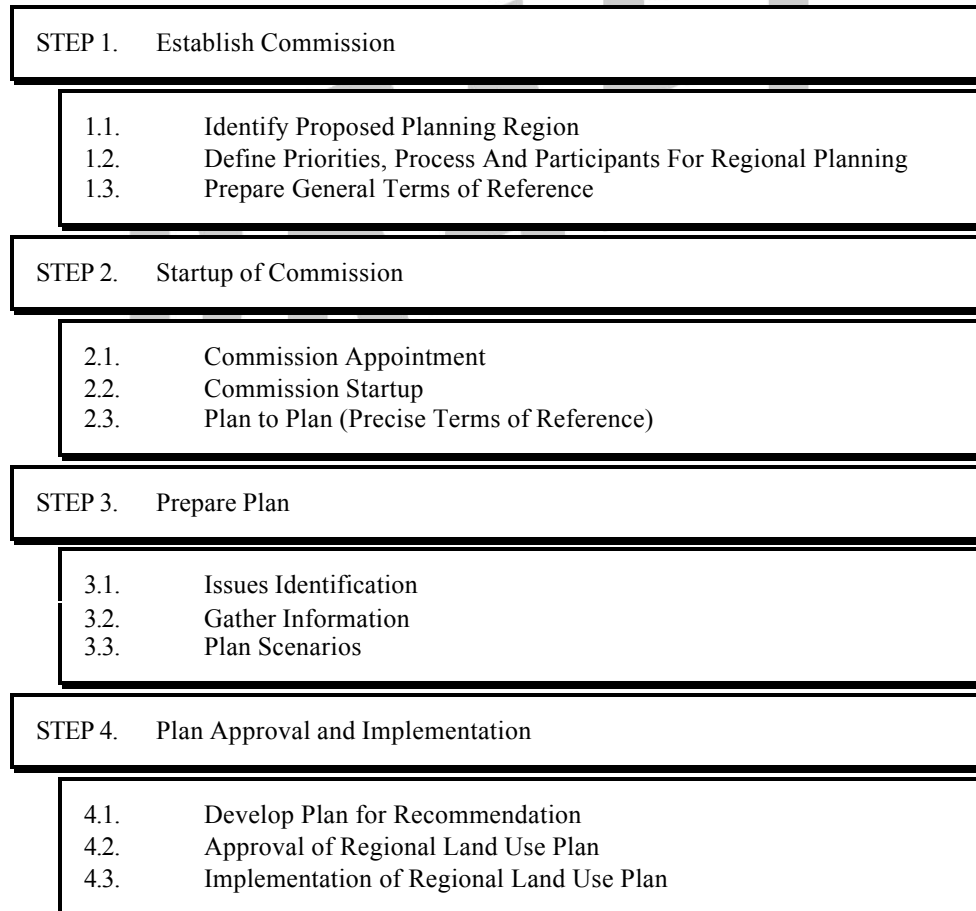 STEP 1. Establish Commission
1.1. Identify Proposed Planning Region
1.2. Define Priorities, Process And Participants For Regional Planning
1.3. Prepare General Terms of Reference
STEP 2. Startup of Commission
2.1. Commission Appointment
2.2. Commission Startup
2.3. Plan to Plan (Precise Terms of Reference)
STEP 3. Prepare Plan
3.1. Issues Identification
3.2. Gather Information
3.3. Plan Scenarios
STEP 4. Plan Approval and Implementation
4.1. Develop Plan for Recommendation
4.2. Approval of Regional Land Use Plan
4.3. Implementation of Regional Land Use Plan